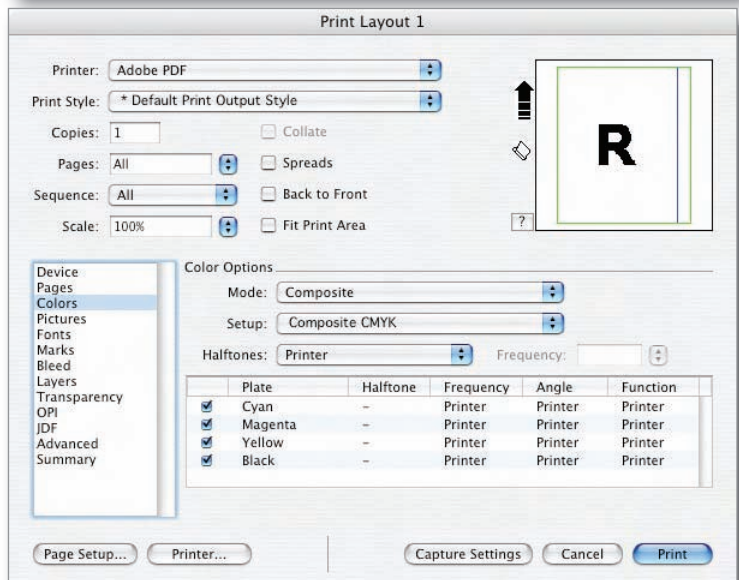 Print Layout 1
Printer: Adobe PDF
Print Style: * Default Print Output Style
Copies: 1 Collate
Pages: All Spreads
Sequence: All Back to Front
Scale: 100% Fit Print Area
R
?
Device
Pages
Colors
Pictures
Fonts
Marks
Bleed
Layers
Transparency
OPI
JDF
Advanced
Summary
Color Options
Mode: Composite
Setup: Composite CMYK
Halftones: Printer Frequency:
Plate Halftone Frequency Angle Function
Cyan – Printer Printer Printer
Magenta – Printer Printer Printer
Yellow – Printer Printer Printer
Black – Printer Printer Printer
Page Setup... Printer... Capture Settings Cancel Print